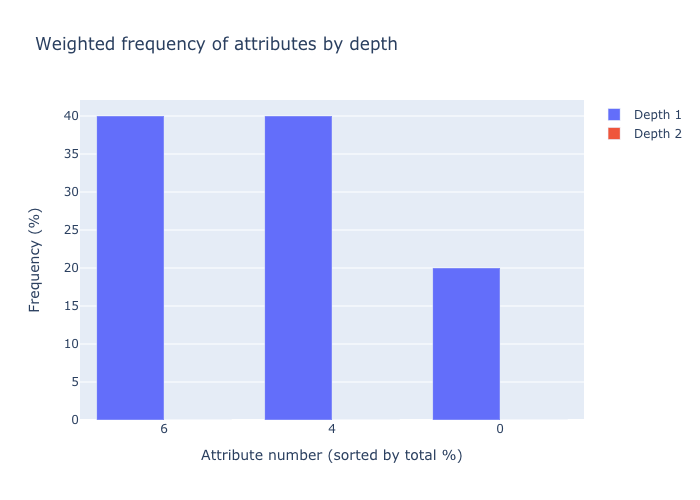 Weighted frequency of attributes by depth
Depth 1
Depth 2
Frequency (%)
40
35
30
25
20
15
10
5
0
6
4
0
Attribute number (sorted by total %)